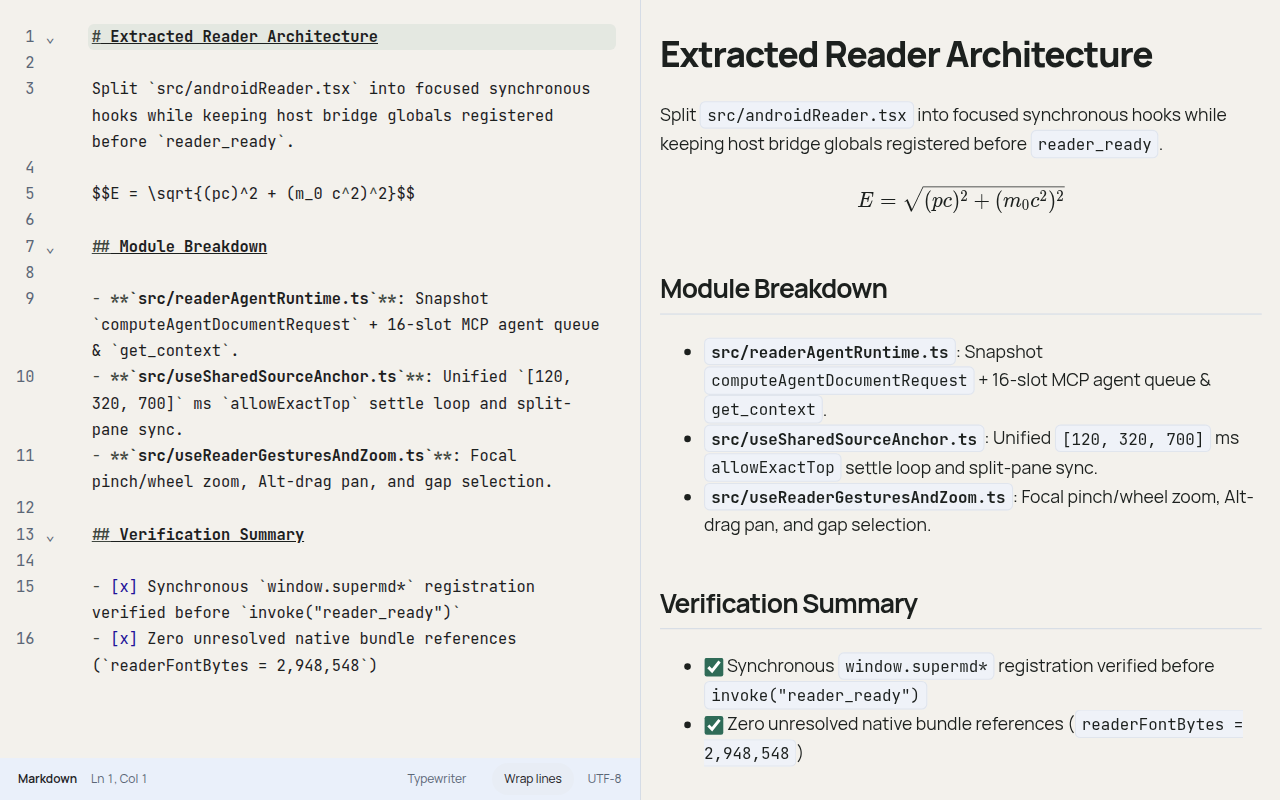 1 # Extracted Reader Architecture
2
3 Split `src/androidReader.tsx` into focused synchronous
hooks while keeping host bridge globals registered
before `reader_ready`.
4
5 $$E = \sqrt{(pc)^2 + (m_0 c^2)^2}$$
6
7 ## Module Breakdown
8
9 - **`src/readerAgentRuntime.ts`**: Snapshot
`computeAgentDocumentRequest` + 16-slot MCP agent queue
& `get_context`.
10 - **`src/useSharedSourceAnchor.ts`**: Unified `[120,
320, 700]` ms `allowExactTop` settle loop and split-
pane sync.
11 - **`src/useReaderGesturesAndZoom.ts`**: Focal
pinch/wheel zoom, Alt-drag pan, and gap selection.
12
13 ## Verification Summary
14
15 - [x] Synchronous `window.supermd*` registration
verified before `invoke("reader_ready")`
16 - [x] Zero unresolved native bundle references
(`readerFontBytes = 2,948,548`)
Markdown Ln 1, Col 1 Typewriter Wrap lines UTF-8
Extracted Reader Architecture
Split src/androidReader.tsx into focused synchronous hooks while
keeping host bridge globals registered before reader_ready.
E = √(pc)² + (m₀c²)²
Module Breakdown
• src/readerAgentRuntime.ts: Snapshot
computeAgentDocumentRequest + 16-slot MCP agent queue &
get_context.
• src/useSharedSourceAnchor.ts: Unified [120, 320, 700] ms
allowExactTop settle loop and split-pane sync.
• src/useReaderGesturesAndZoom.ts: Focal pinch/wheel zoom, Alt-
drag pan, and gap selection.
Verification Summary
• ☑ Synchronous window.supermd* registration verified before
invoke("reader_ready")
• ☑ Zero unresolved native bundle references (readerFontBytes =
2,948,548)